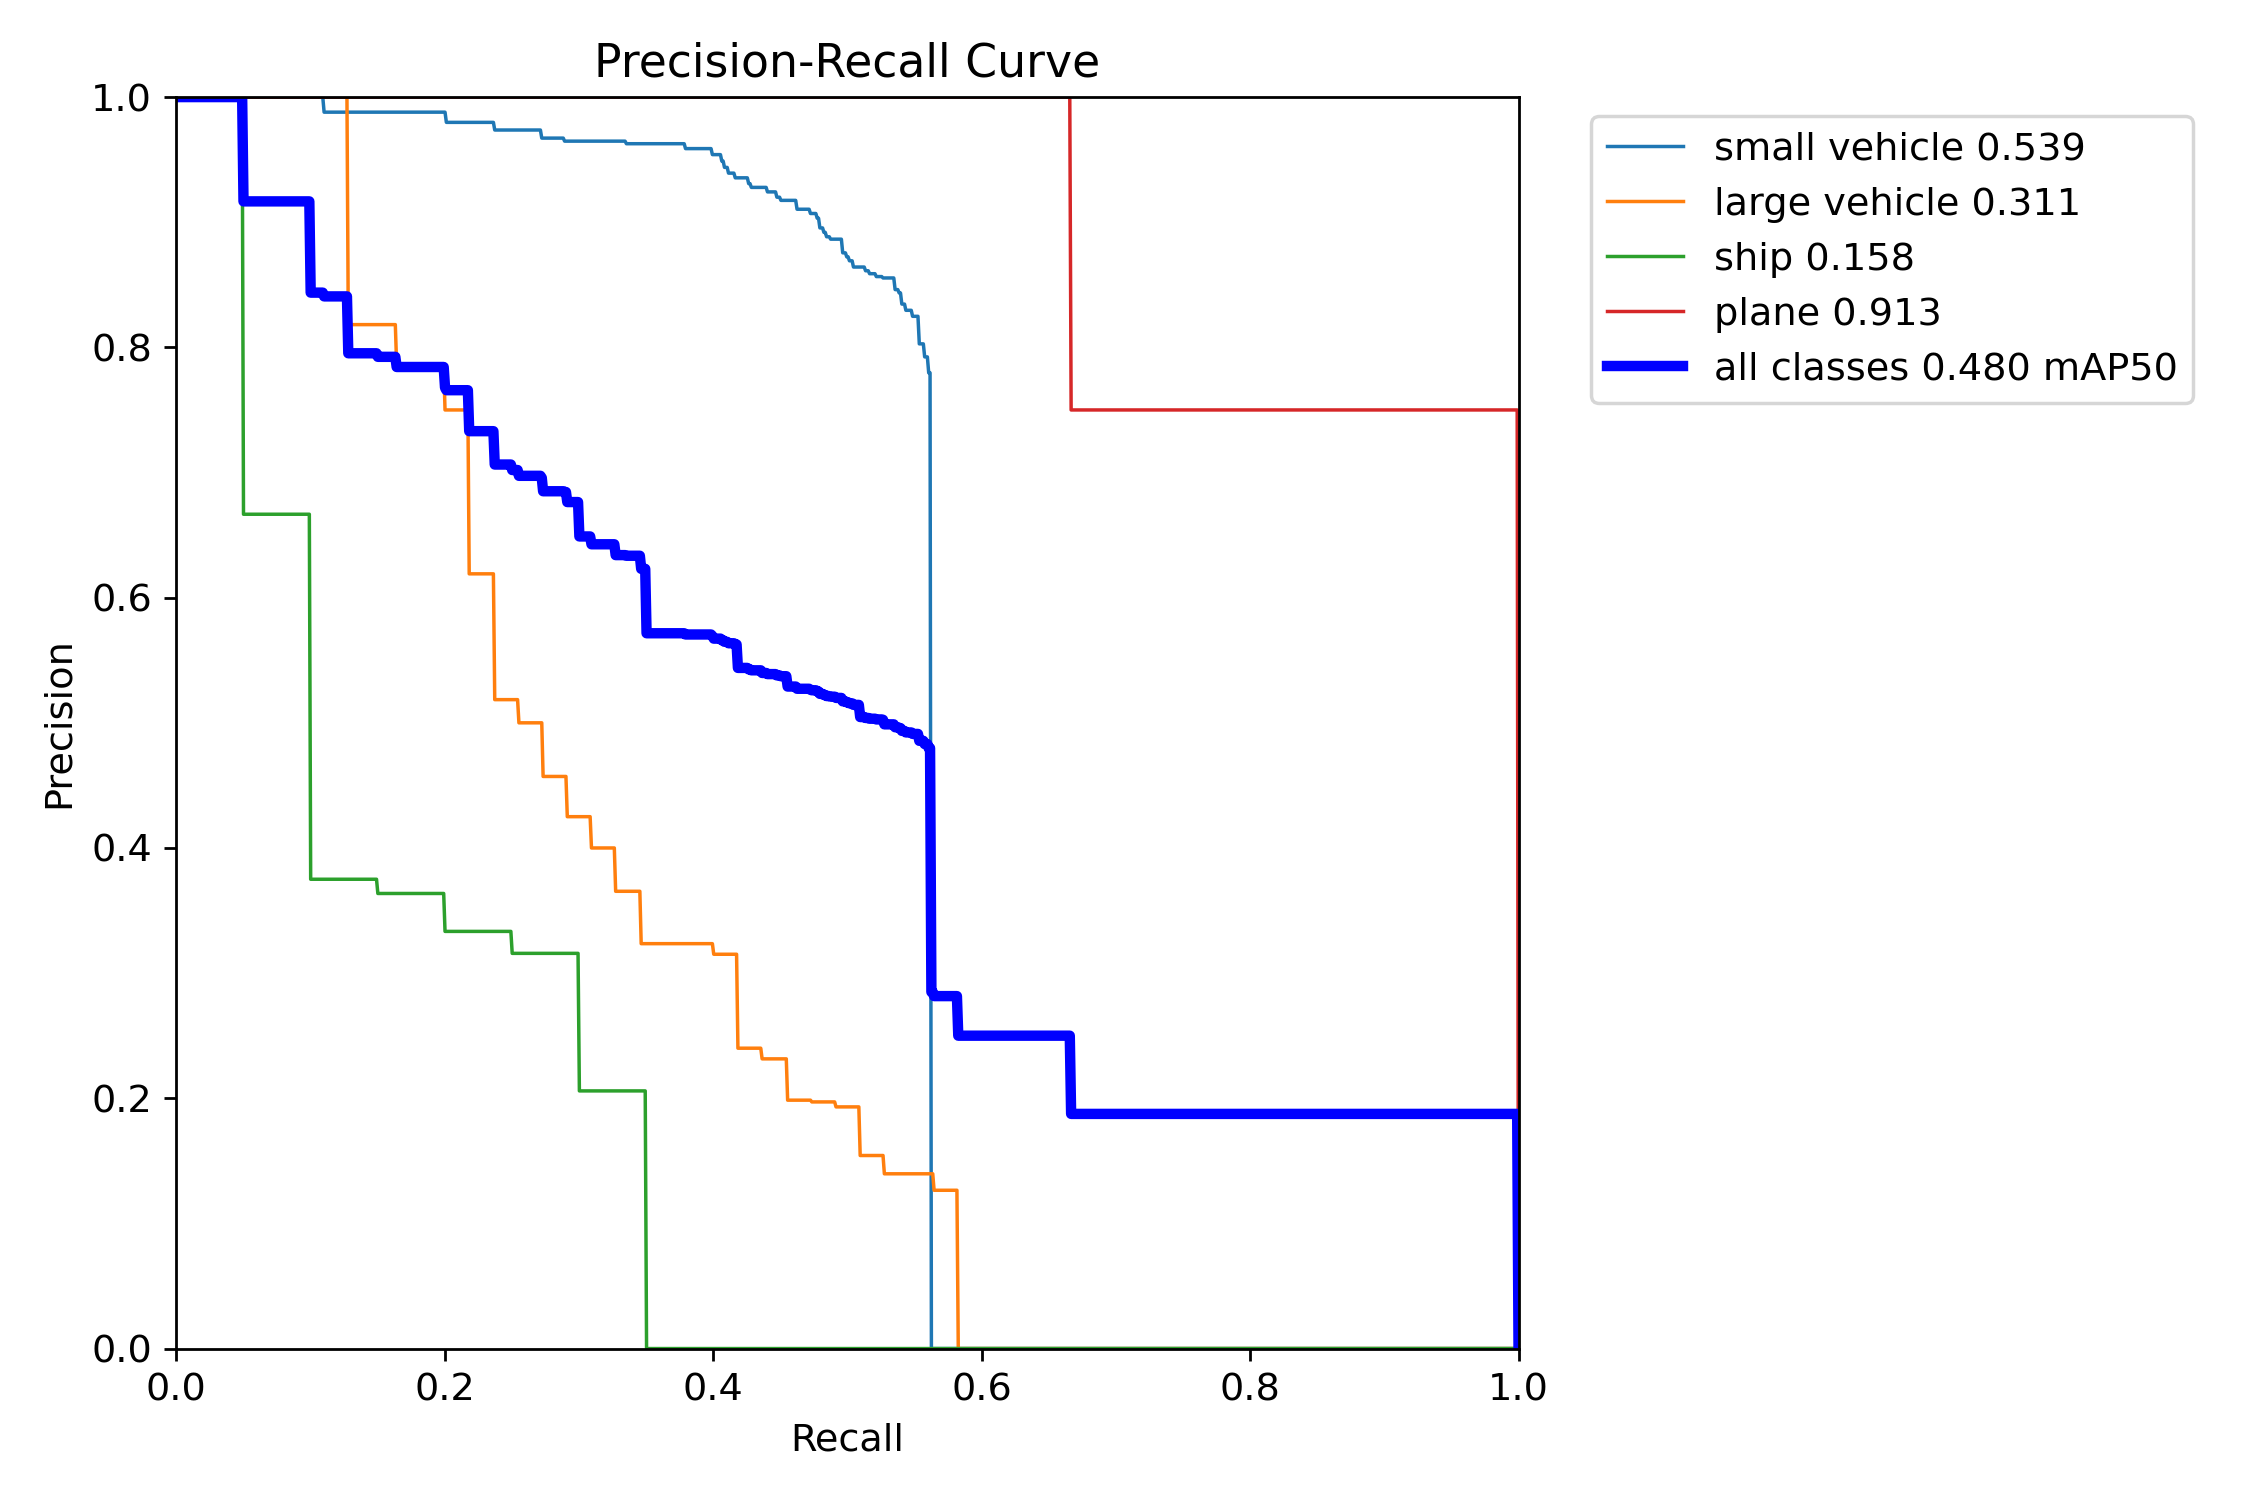 Precision-Recall Curve
1.0
0.8
0.6
0.4
0.2
0.0
Precision
0.0 0.2 0.4 0.6 0.8 1.0
Recall
small vehicle 0.539
large vehicle 0.311
ship 0.158
plane 0.913
all classes 0.480 mAP50